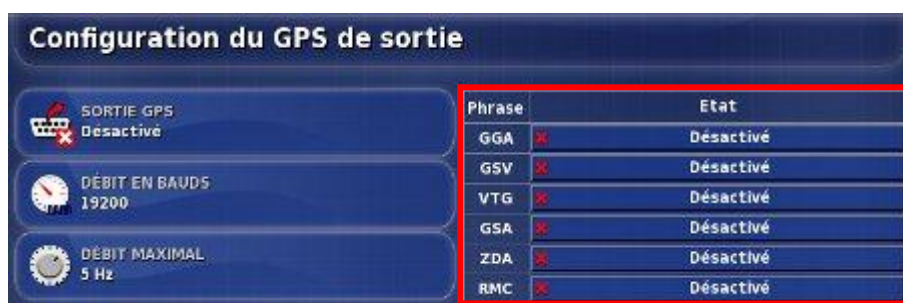 Configuration du GPS de sortie
SORTIE GPS
Désactivé
DÉBIT EN BAUDS
19200
DÉBIT MAXIMAL
5 Hz
Phrase Etat
GGA Désactivé
GSV Désactivé
VTG Désactivé
GSA Désactivé
ZDA Désactivé
RMC Désactivé